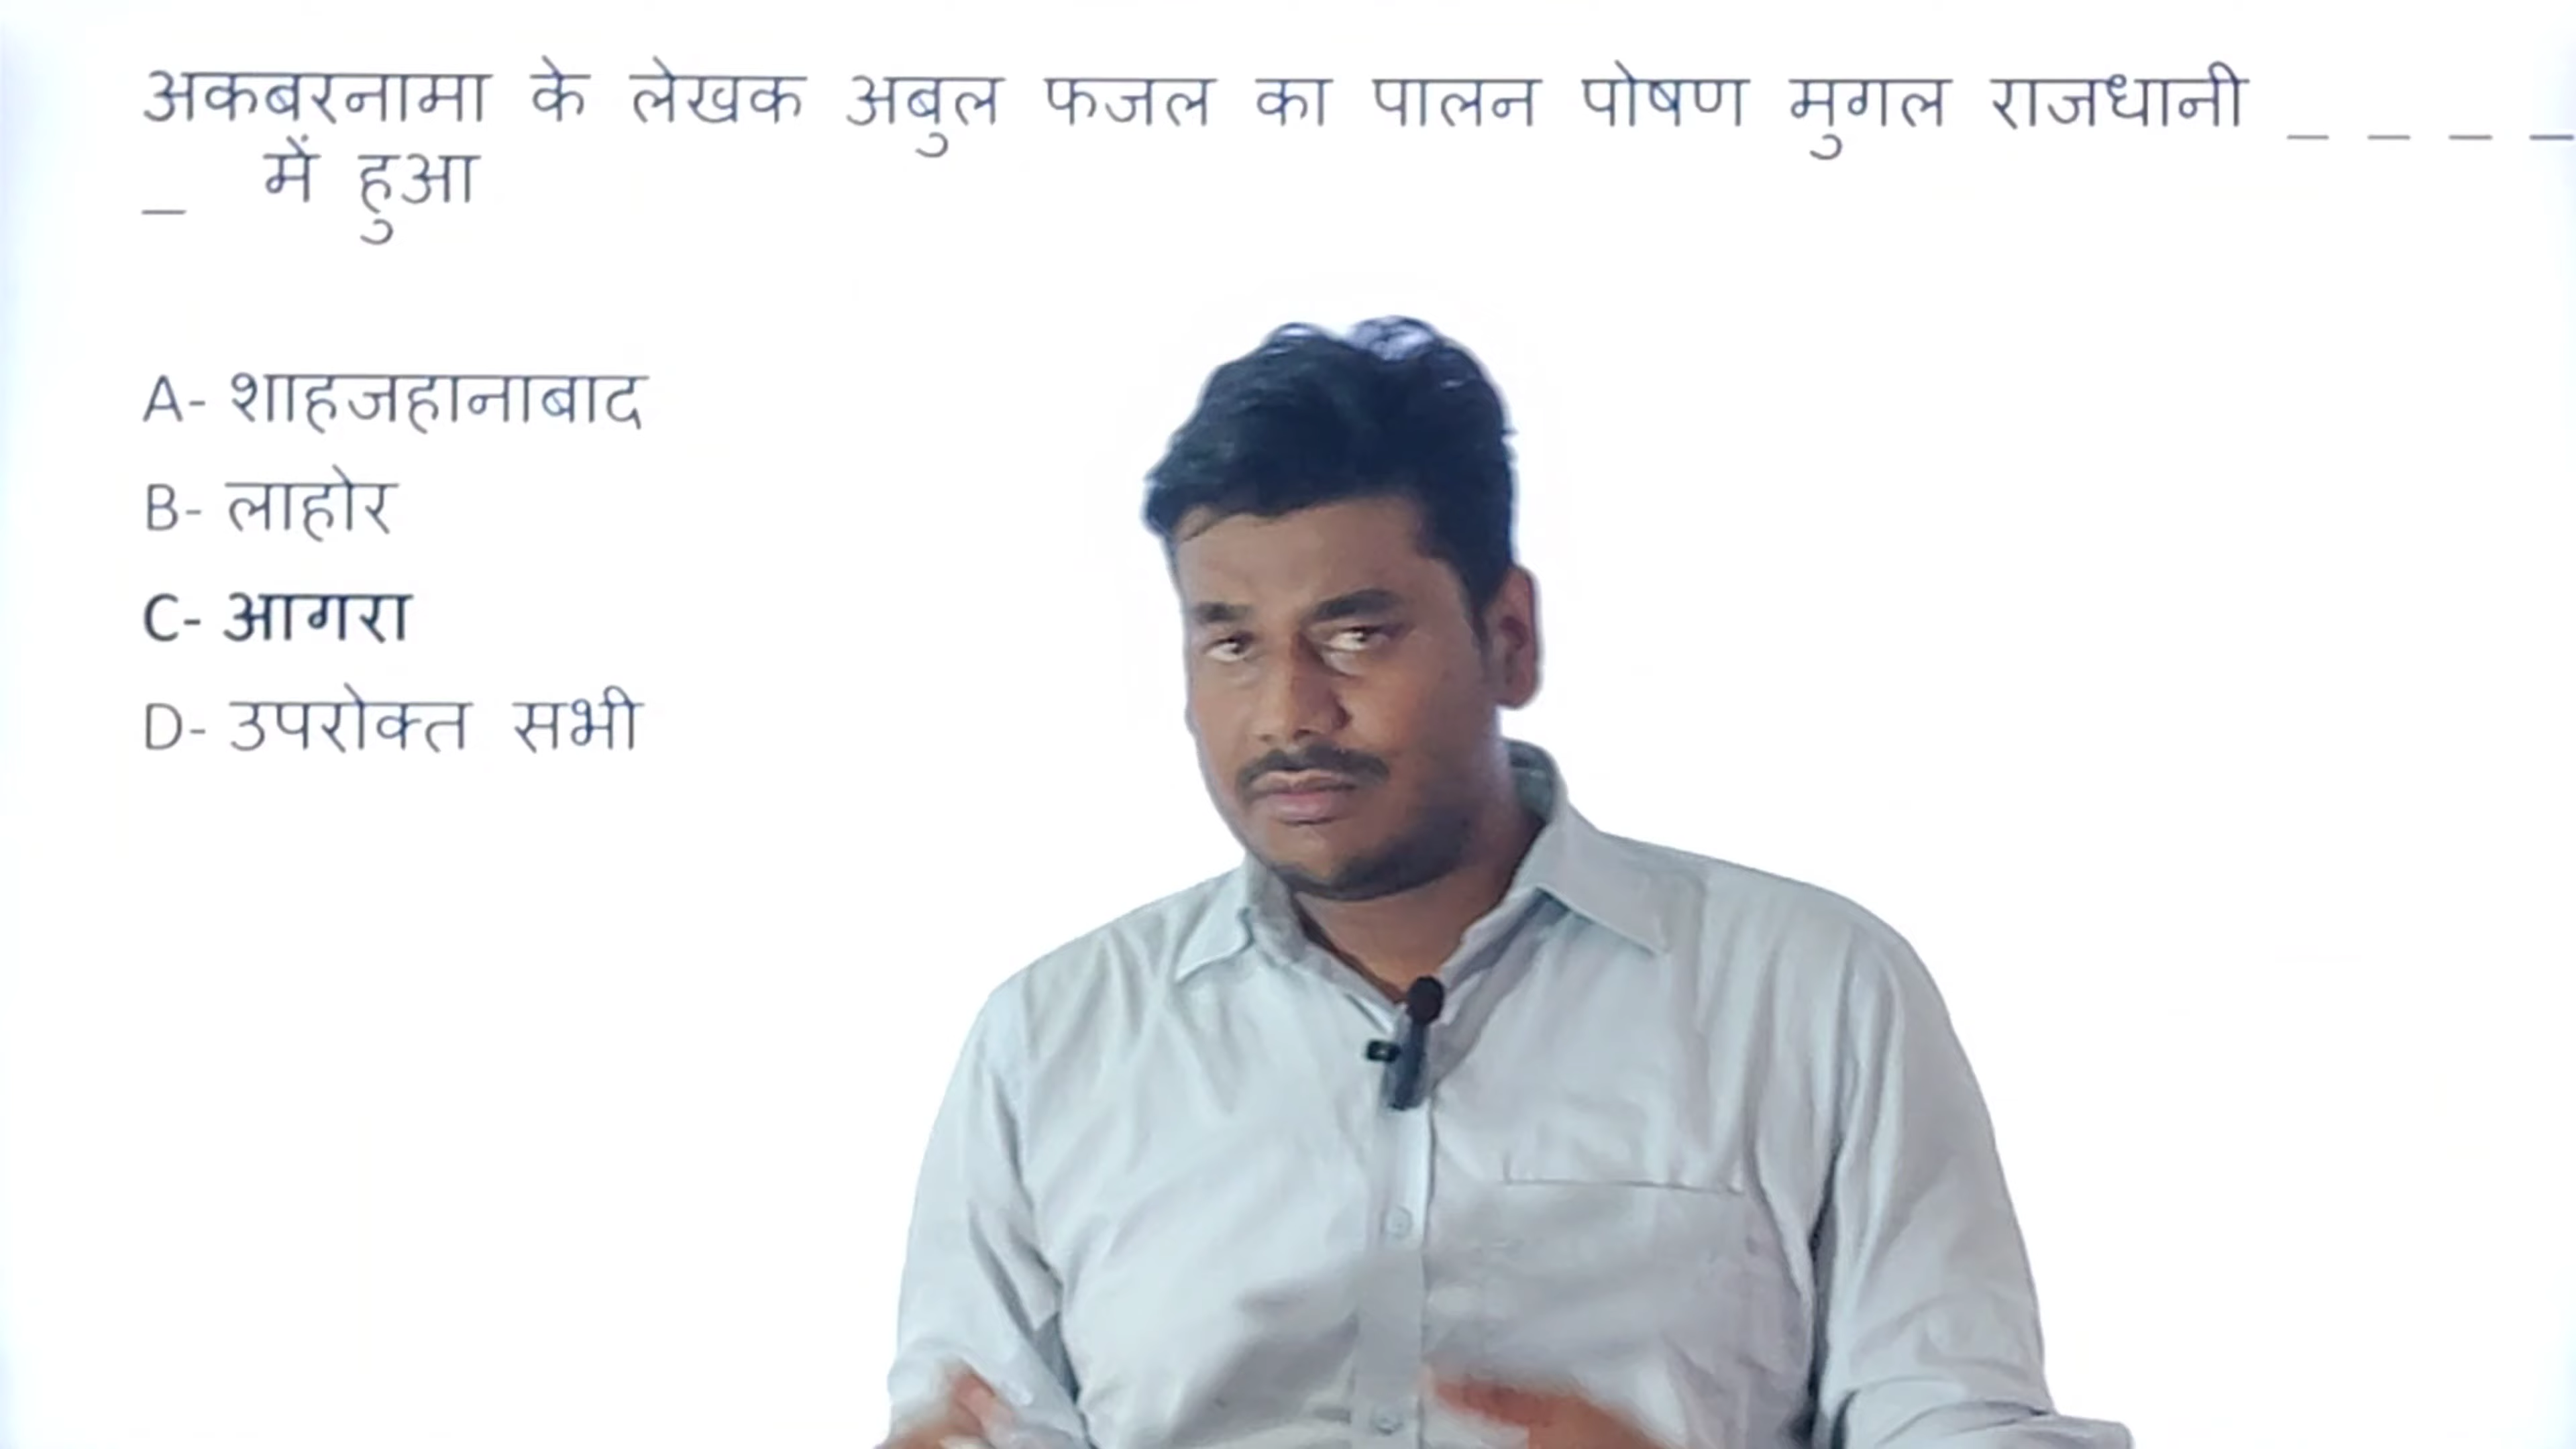 अकबरनामा के लेखक अबुल फजल का पालन पोषण मुगल राजधानी _ _ _ _
_ में हुआ
A- शाहजहानाबाद
B- लाहोर
C- आगरा
D- उपरोक्त सभी